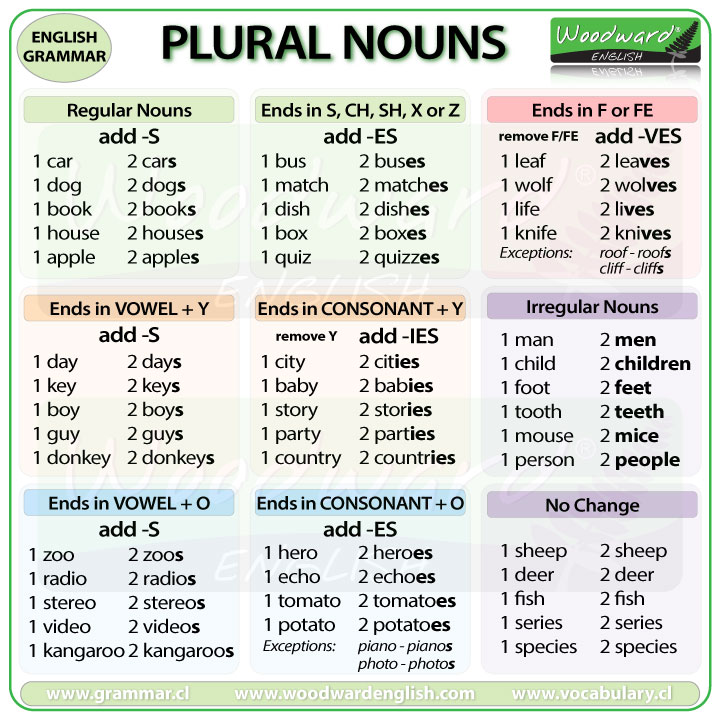 ENGLISH
GRAMMAR
PLURAL NOUNS
Woodward®
ENGLISH
Regular Nouns
add -S
1 car 2 cars
1 dog 2 dogs
1 book 2 books
1 house 2 houses
1 apple 2 apples
Ends in S, CH, SH, X or Z
add -ES
1 bus 2 buses
1 match 2 matches
1 dish 2 dishes
1 box 2 boxes
1 quiz 2 quizzes
Ends in F or FE
remove F/FE add -VES
1 leaf 2 leaves
1 wolf 2 wolves
1 life 2 lives
1 knife 2 knives
Exceptions: roof - roofs
cliff - cliffs
Ends in VOWEL + Y
add -S
1 day 2 days
1 key 2 keys
1 boy 2 boys
1 guy 2 guys
1 donkey 2 donkeys
Ends in CONSONANT + Y
remove Y add -IES
1 city 2 cities
1 baby 2 babies
1 story 2 stories
1 party 2 parties
1 country 2 countries
Irregular Nouns
1 man 2 men
1 child 2 children
1 foot 2 feet
1 tooth 2 teeth
1 mouse 2 mice
1 person 2 people
Ends in VOWEL + O
add -S
1 zoo 2 zoos
1 radio 2 radios
1 stereo 2 stereos
1 video 2 videos
1 kangaroo 2 kangaroos
Ends in CONSONANT + O
add -ES
1 hero 2 heroes
1 echo 2 echoes
1 tomato 2 tomatoes
1 potato 2 potatoes
Exceptions: piano - pianos
photo - photos
No Change
1 sheep 2 sheep
1 deer 2 deer
1 fish 2 fish
1 series 2 series
1 species 2 species
Woodward®
ENGLISH
Woodward®
ENGLISH
www.grammar.cl www.woodwardenglish.com www.vocabulary.cl